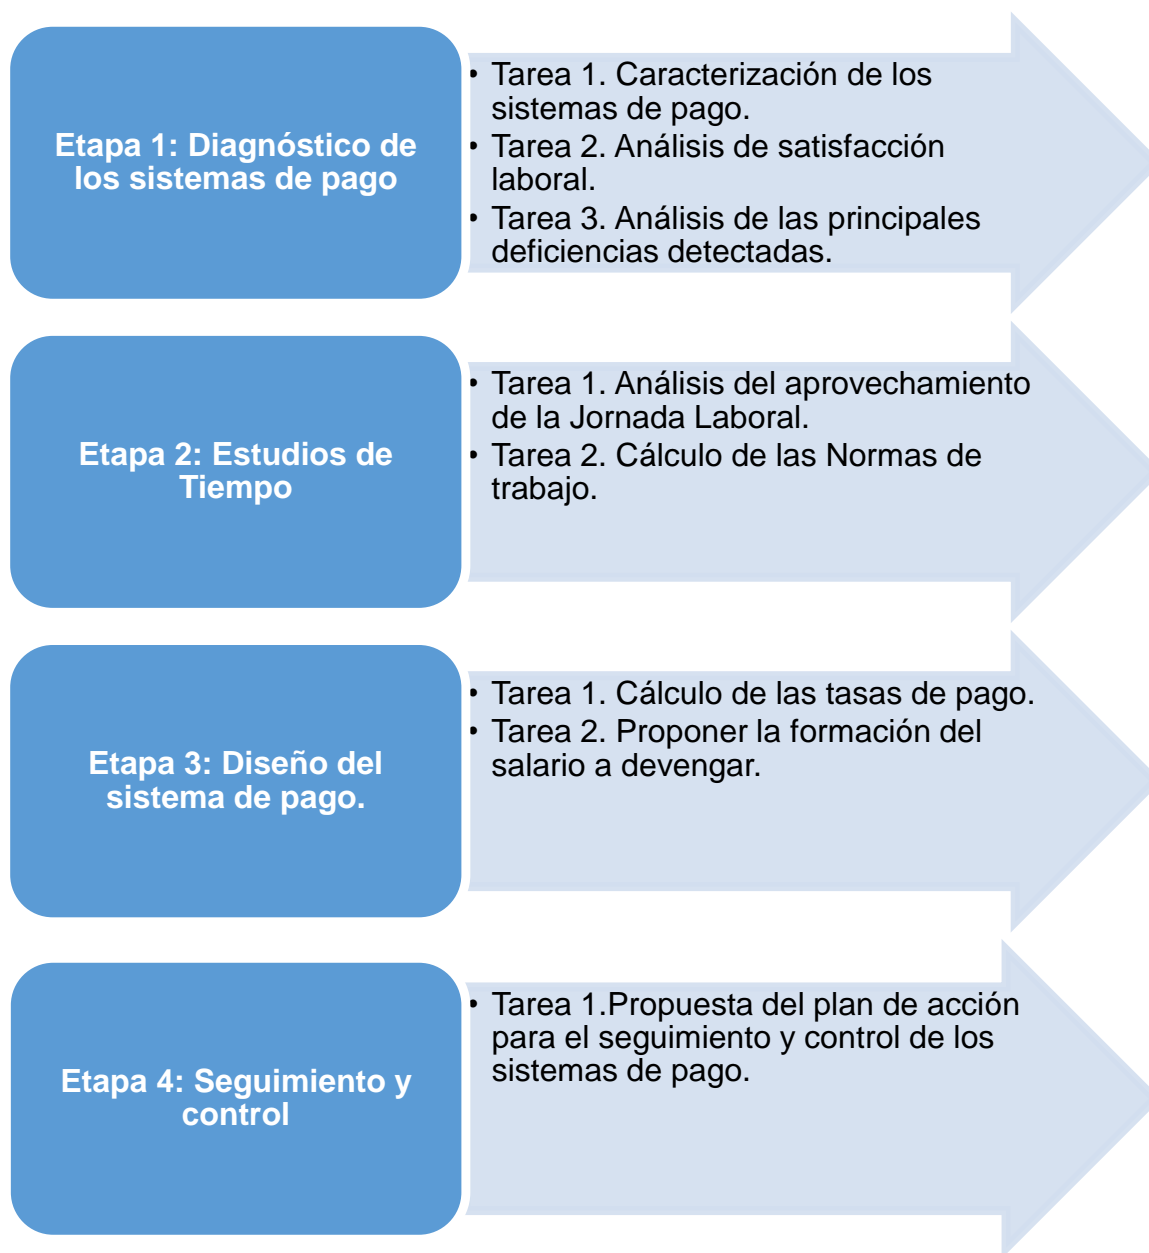 Etapa 1: Diagnóstico de
los sistemas de pago
• Tarea 1. Caracterización de los
sistemas de pago.
• Tarea 2. Análisis de satisfacción
laboral.
• Tarea 3. Análisis de las principales
deficiencias detectadas.
Etapa 2: Estudios de
Tiempo
• Tarea 1. Análisis del aprovechamiento
de la Jornada Laboral.
• Tarea 2. Cálculo de las Normas de
trabajo.
Etapa 3: Diseño del
sistema de pago.
• Tarea 1. Cálculo de las tasas de pago.
• Tarea 2. Proponer la formación del
salario a devengar.
Etapa 4: Seguimiento y
control
• Tarea 1.Propuesta del plan de acción
para el seguimiento y control de los
sistemas de pago.